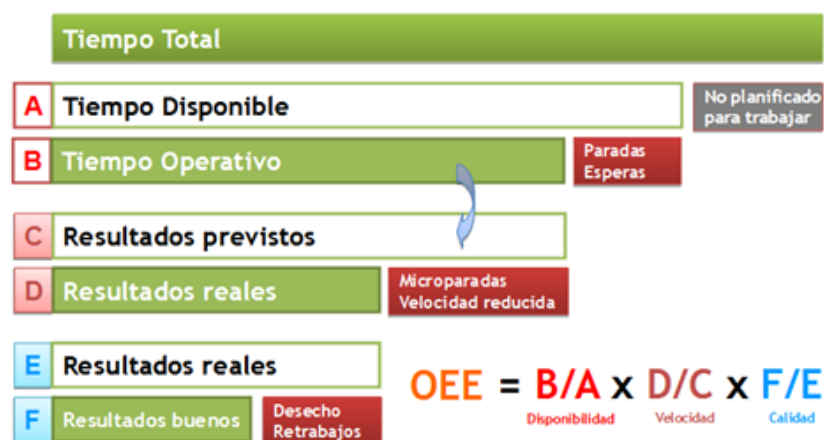 Tiempo Total
A Tiempo Disponible
No planificado
para trabajar
B Tiempo Operativo
Paradas
Esperas
C Resultados previstos
D Resultados reales
Microparadas
Velocidad reducida
E Resultados reales
F Resultados buenos
Desecho
Retrabajos
OEE = B/A x D/C x F/E
Disponibilidad Velocidad Calidad